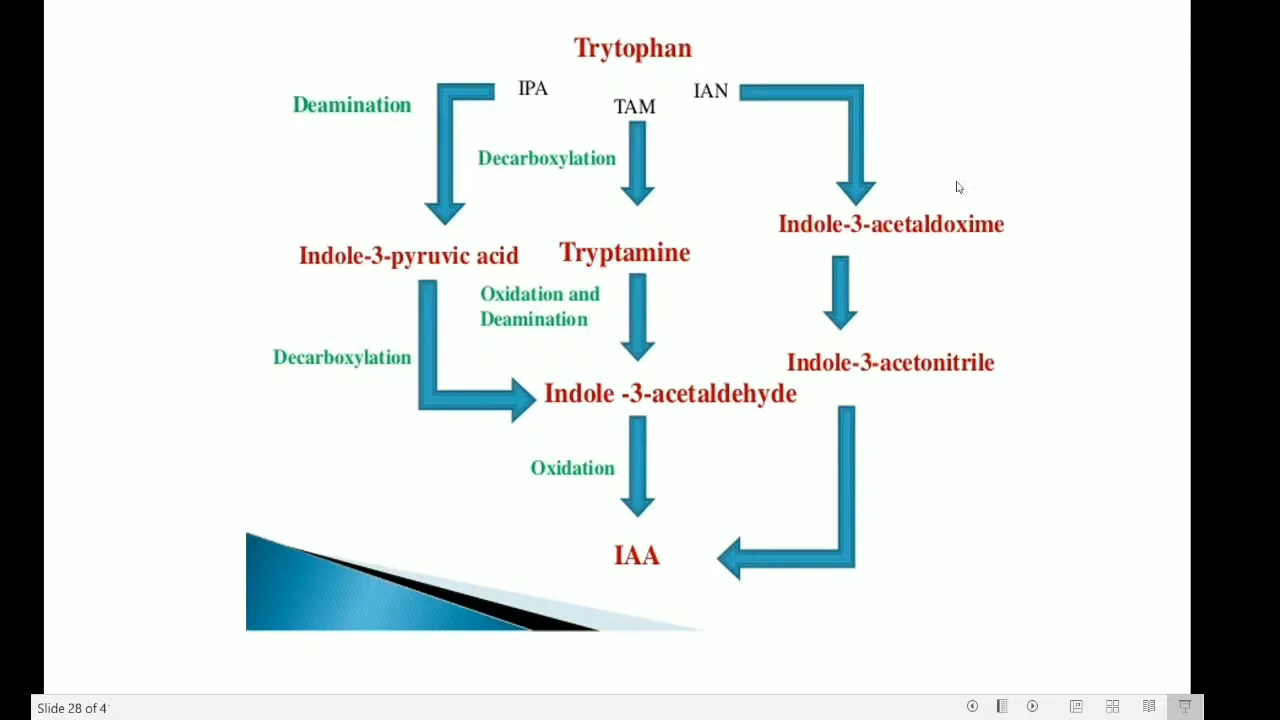 Trytophan
IPA
IAN
Deamination
TAM
Decarboxylation
Indole-3-acetaldoxime
Indole-3-pyruvic acid
Tryptamine
Oxidation and
Deamination
Decarboxylation
Indole-3-acetonitrile
Indole -3-acetaldehyde
Oxidation
IAA
Slide 28 of 4